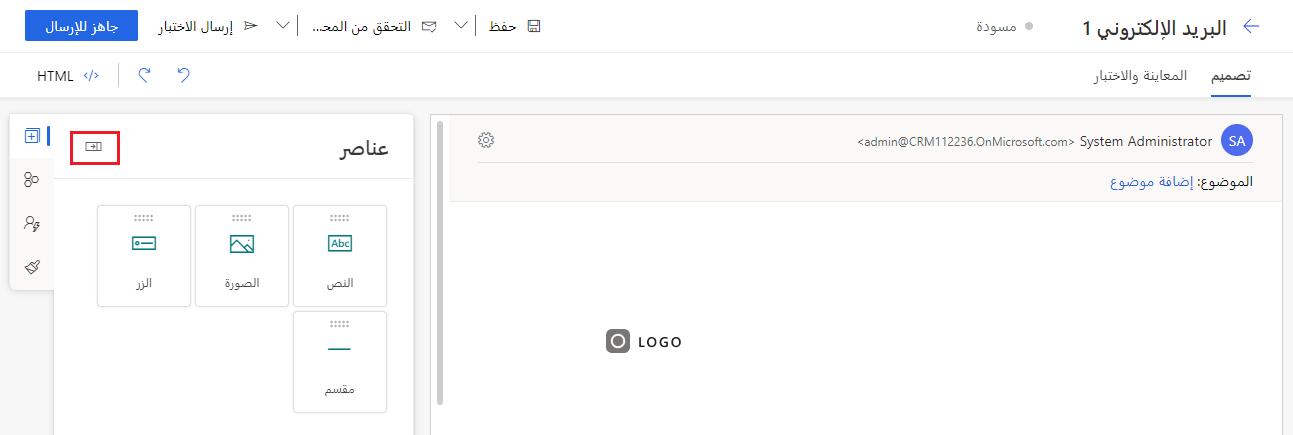 البريد الإلكتروني 1
مسودة
حفظ
التحقق من المح...
إرسال الاختبار
جاهز للإرسال
تصميم
المعاينة والاختبار
HTML
SA
System Administrator <admin@CRM112236.OnMicrosoft.com>
الموضوع: إضافة موضوع
LOGO
عناصر
Abc
النص
الصورة
الزر
مقسم